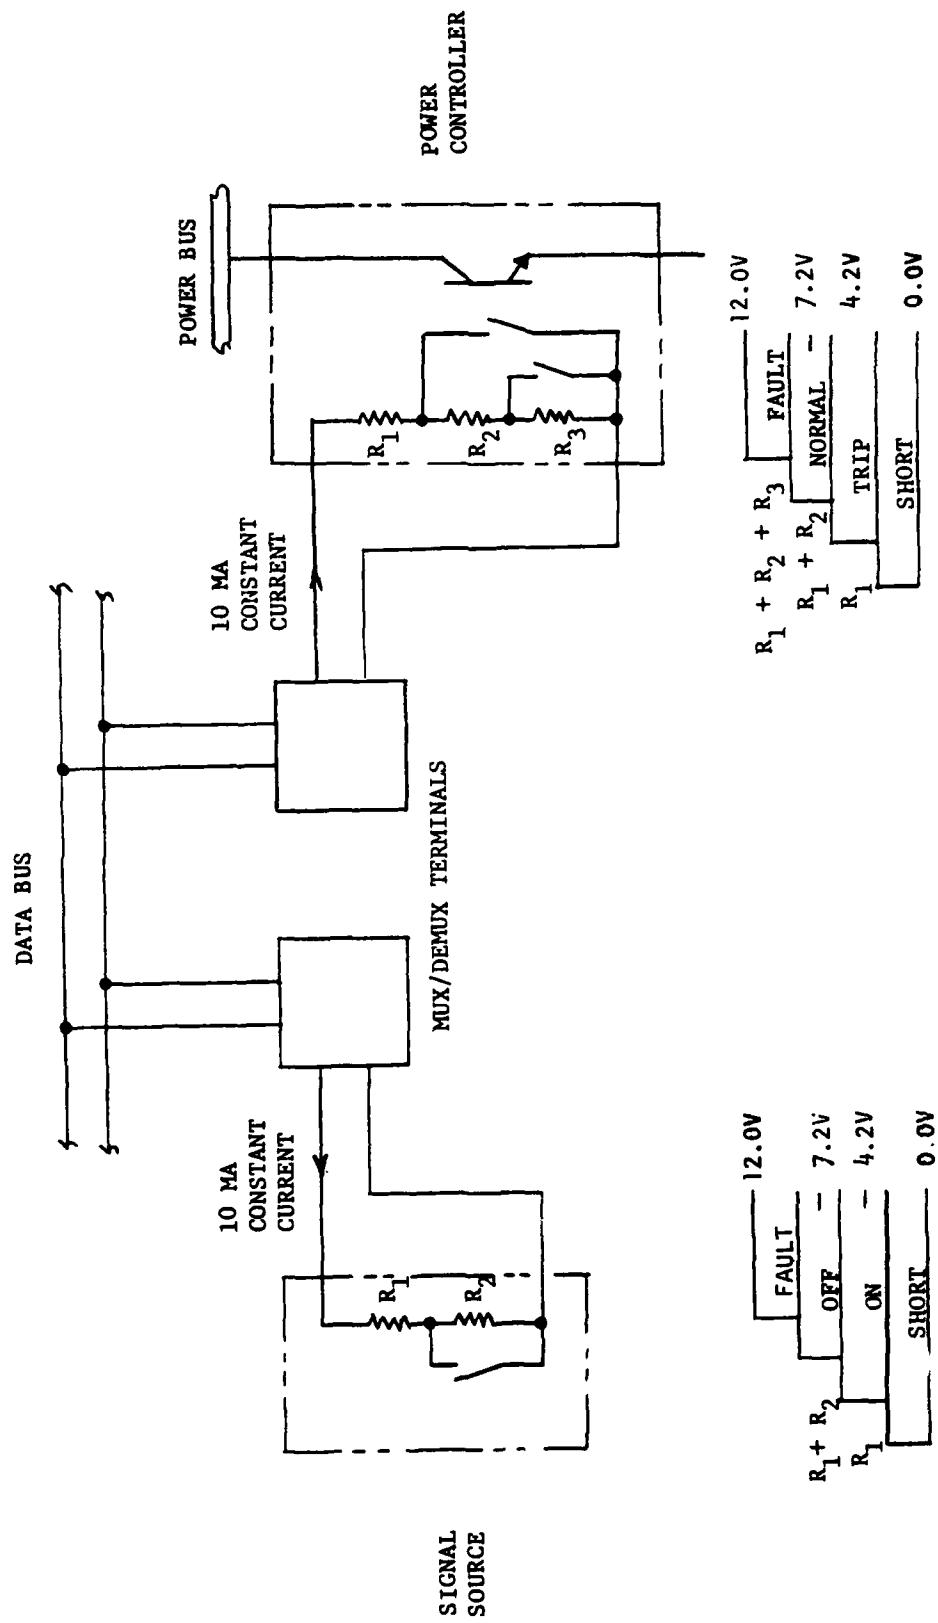 DATA BUS
POWER BUS
10 MA
CONSTANT
CURRENT
10 MA
CONSTANT
CURRENT
SIGNAL
SOURCE
R1
R2
MUX/DEMUX TERMINALS
R1
R2
R3
POWER
CONTROLLER
12.0V
FAULT
R1 + R2
OFF
- 7.2V
R1
ON
- 4.2V
SHORT
0.0V
12.0V
R1 + R2 + R3
FAULT
R1 + R2
NORMAL
- 7.2V
R1
TRIP
4.2V
SHORT
0.0V